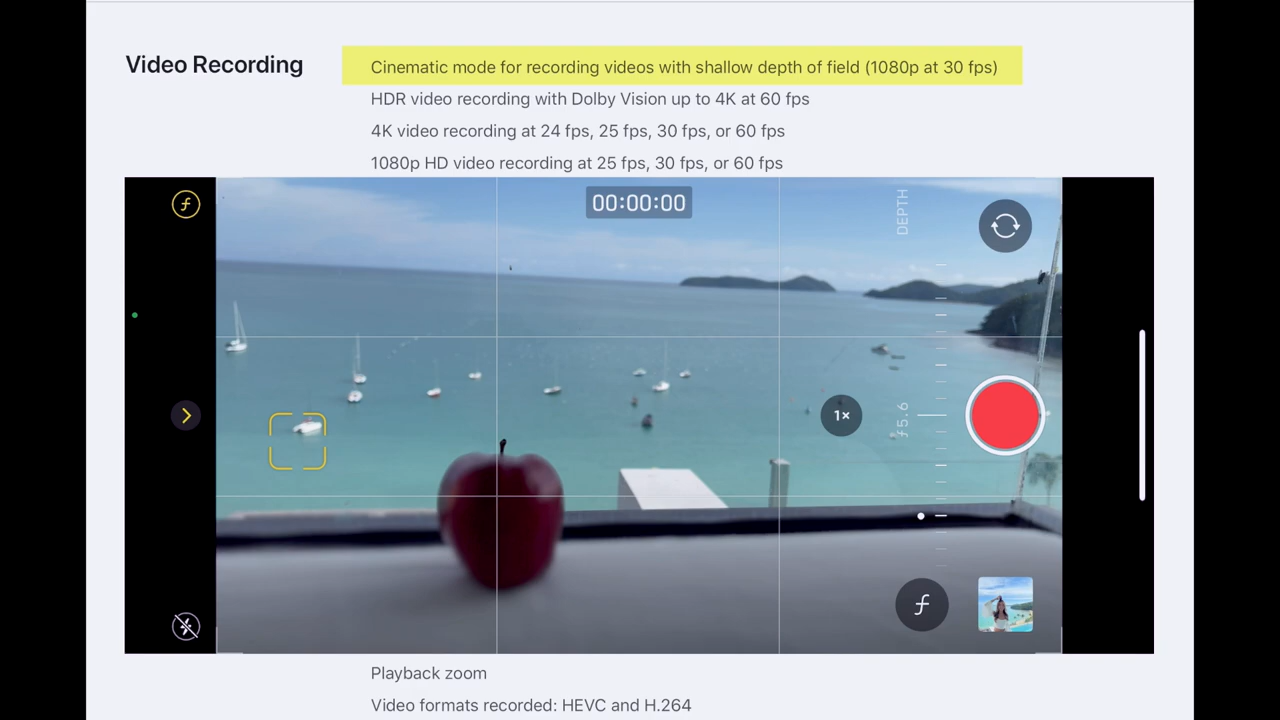 Video Recording
Cinematic mode for recording videos with shallow depth of field (1080p at 30 fps)
HDR video recording with Dolby Vision up to 4K at 60 fps
4K video recording at 24 fps, 25 fps, 30 fps, or 60 fps
1080p HD video recording at 25 fps, 30 fps, or 60 fps
f
00:00:00
DEPTH
1×
f5.6
f
Playback zoom
Video formats recorded: HEVC and H.264